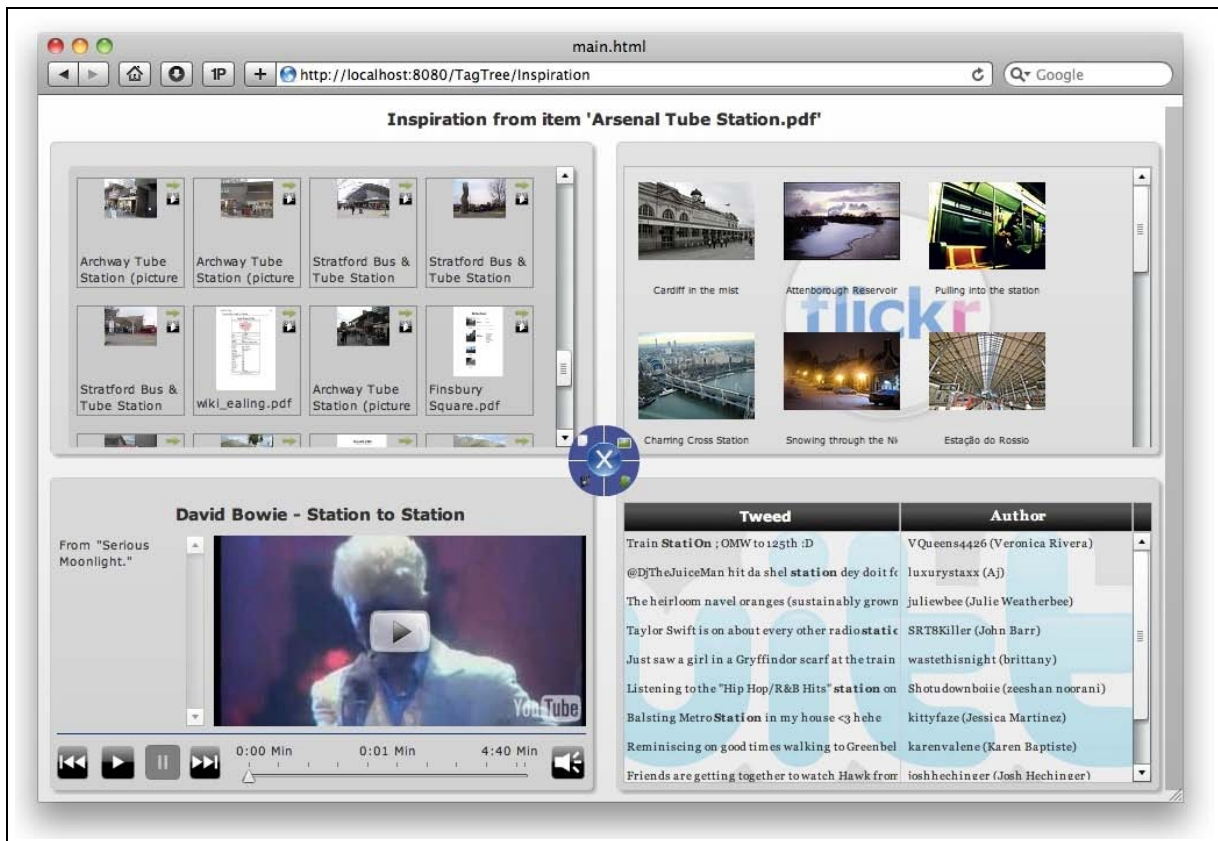 main.html
1P
+
http://localhost:8080/TagTree/Inspiration
Google
Inspiration from item 'Arsenal Tube Station.pdf'
Archway Tube
Station (picture
Archway Tube
Station (picture
Stratford Bus &
Tube Station
Stratford Bus &
Tube Station
Stratford Bus &
Tube Station
wiki_ealing.pdf
Archway Tube
Station (picture
Finsbury
Square.pdf
flickr
Cardiff in the mist
Attenborough Reservoir
Pulling into the station
Charring Cross Station
Snowing through the Ni
Estação do Rossio
X
David Bowie - Station to Station
From "Serious
Moonlight."
YouTube
0:00 Min 0:01 Min 4:40 Min
Tweed Author
Train StatiOn ; OMW to 125th :D VQueens4426 (Veronica Rivera)
@DjTheJuiceMan hit da shel station dey do it fo luxurystaxx (Aj)
The heirloom navel oranges (sustainably grown juliewbee (Julie Weatherbee)
Taylor Swift is on about every other radio static SRT8Killer (John Barr)
Just saw a girl in a Gryffindor scarf at the train wastethisnight (brittany)
Listening to the "Hip Hop/R&B Hits" station on Shotudownboiie (zeeshan noorani)
Balsting Metro Station in my house <3 hehe kittyfaze (Jessica Martinez)
Reminiscing on good times walking to Greenbel karenvalene (Karen Baptiste)
Friends are getting together to watch Hawk from joshhechinger (Josh Hechinger)